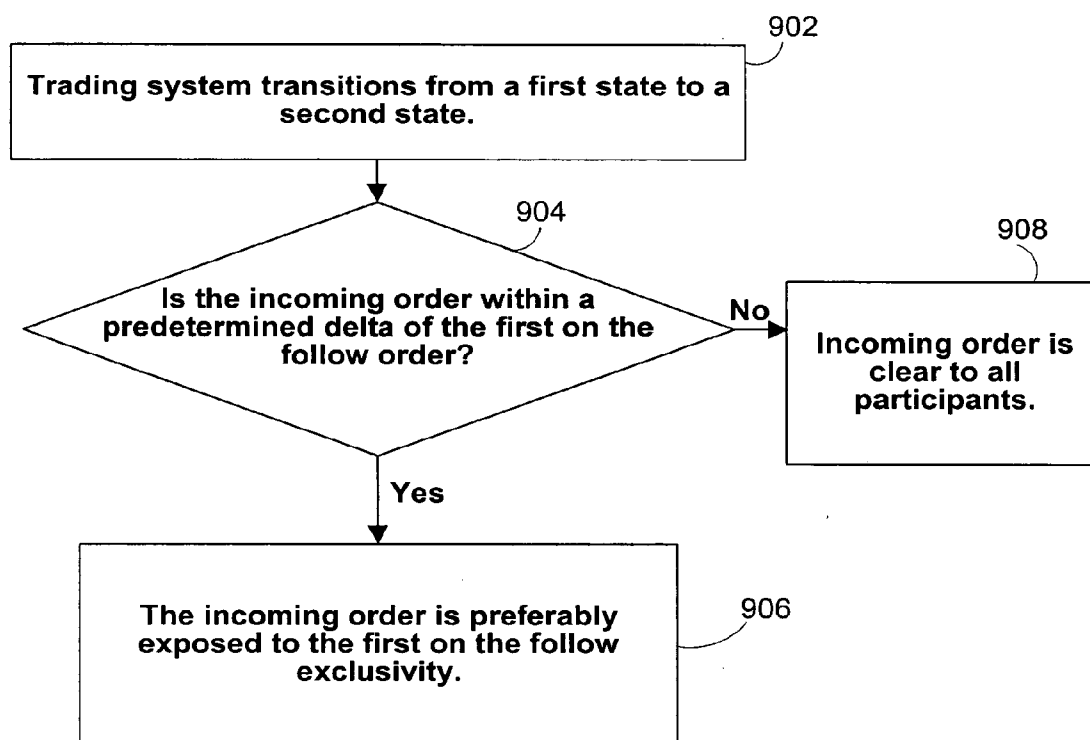 902
Trading system transitions from a first state to a
second state.
904
Is the incoming order within a
predetermined delta of the first on the
follow order?
No
908
Incoming order is
clear to all
participants.
Yes
The incoming order is preferably
exposed to the first on the follow
exclusivity.
906